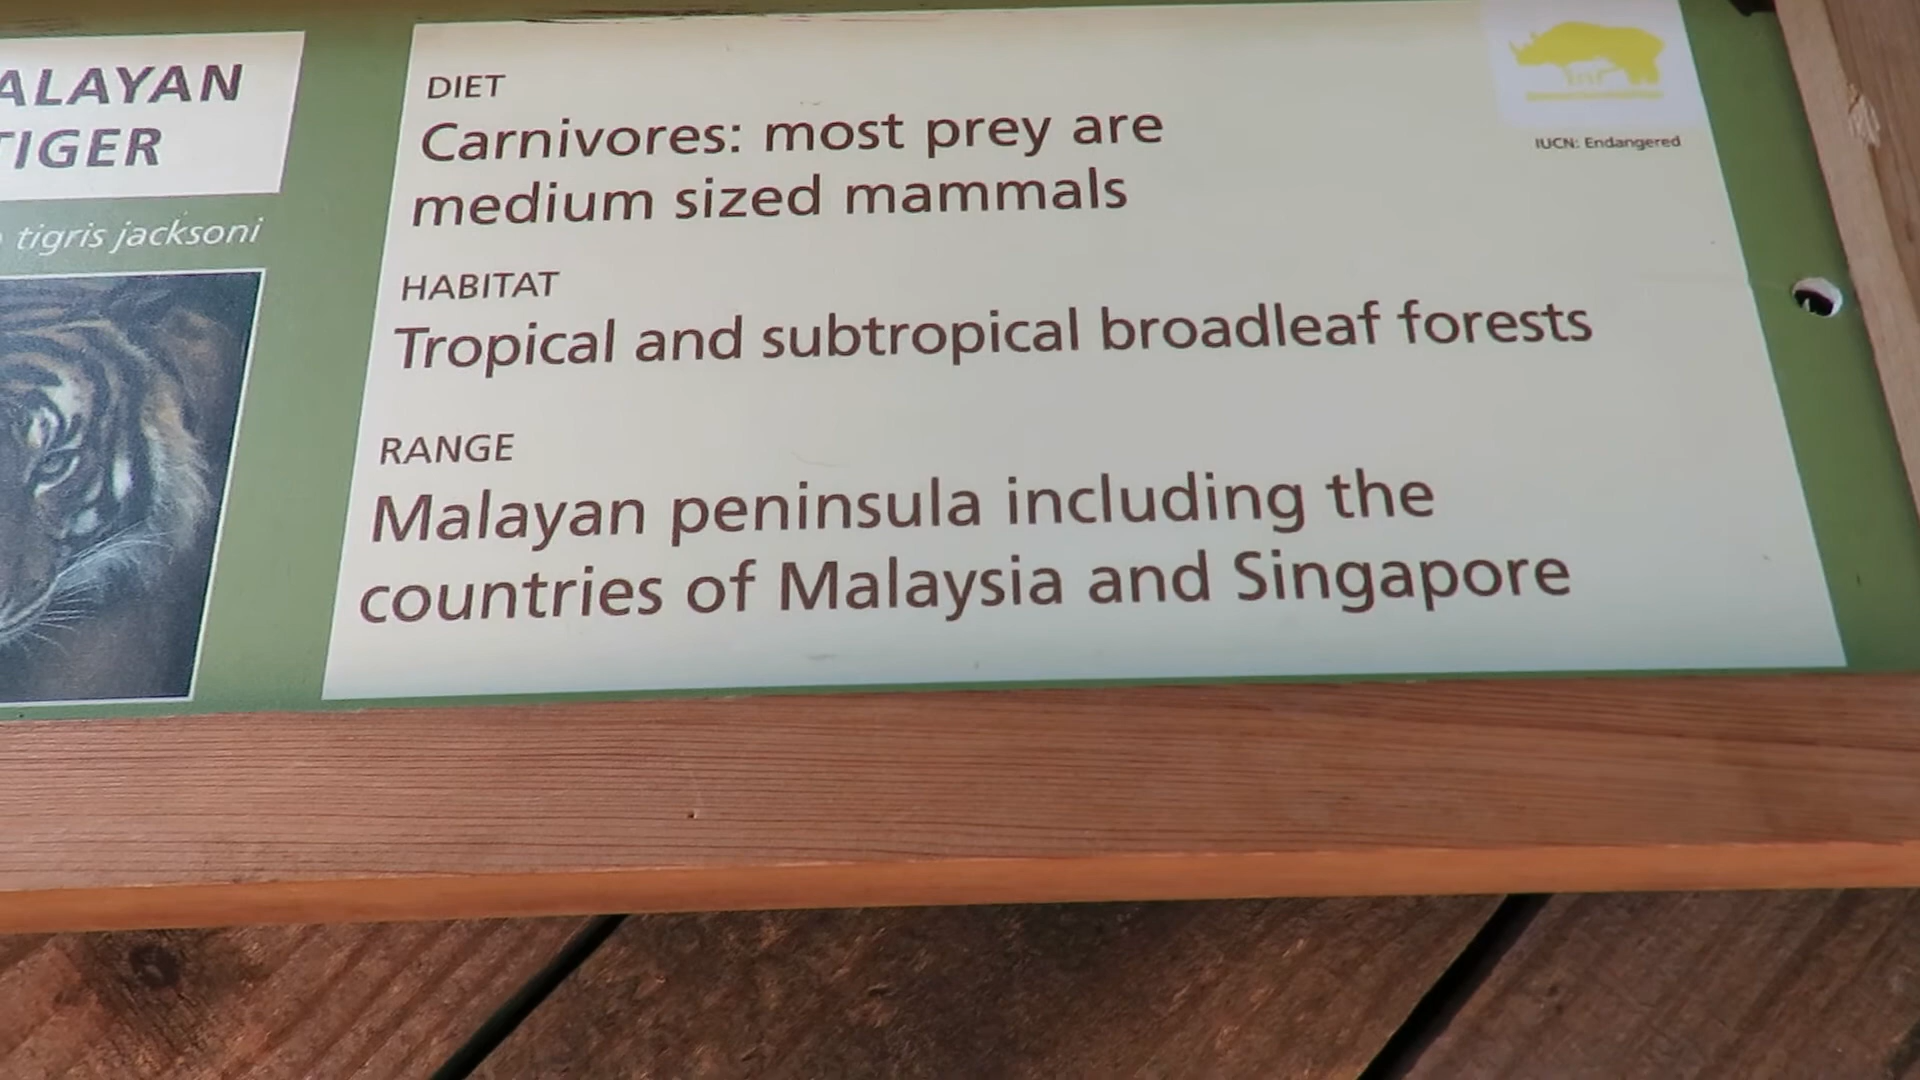 ALAYAN
TIGER
tigris jacksoni
DIET
Carnivores: most prey are
medium sized mammals
HABITAT
Tropical and subtropical broadleaf forests
RANGE
Malayan peninsula including the
countries of Malaysia and Singapore
IUCN: Endangered